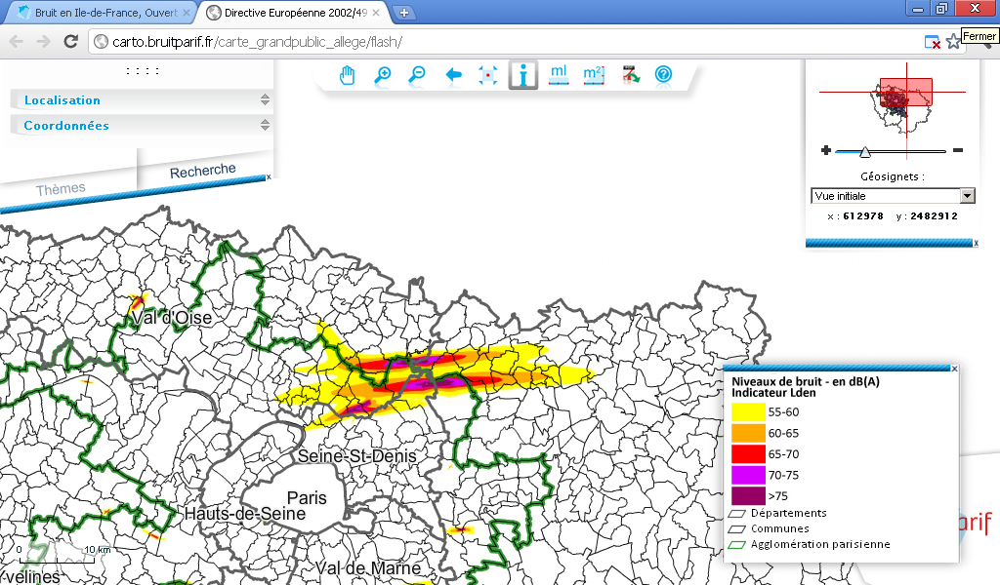 Bruit en Ile-de-France, Ouvert
Directive Européenne 2002/49
carto.bruitparif.fr/carte_grandpublic_allege/flash/
Fermer
Localisation
Coordonnées
Thèmes
Recherche
x
ml
m²
Géosignets :
Vue initiale
x : 612978 y : 2482912
x
Val d'Oise
Seine-St-Denis
Paris
Hauts-de-Seine
Val de Marne
velines
0 10 km
x
Niveaux de bruit - en dB(A)
Indicateur Lden
55-60
60-65
65-70
70-75
>75
Départements
Communes
Agglomération parisienne
arif